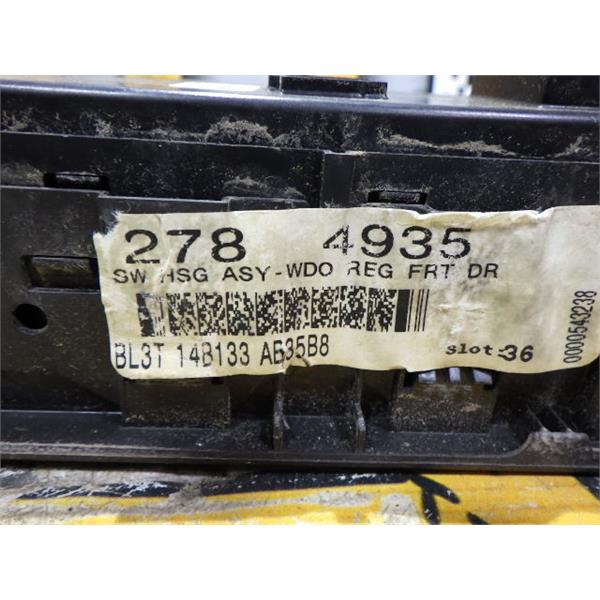 278 4935
SW HSG ASY-WDO REG FRT DR
BL3T 14B133 AB35B8
slot-36
0000543238